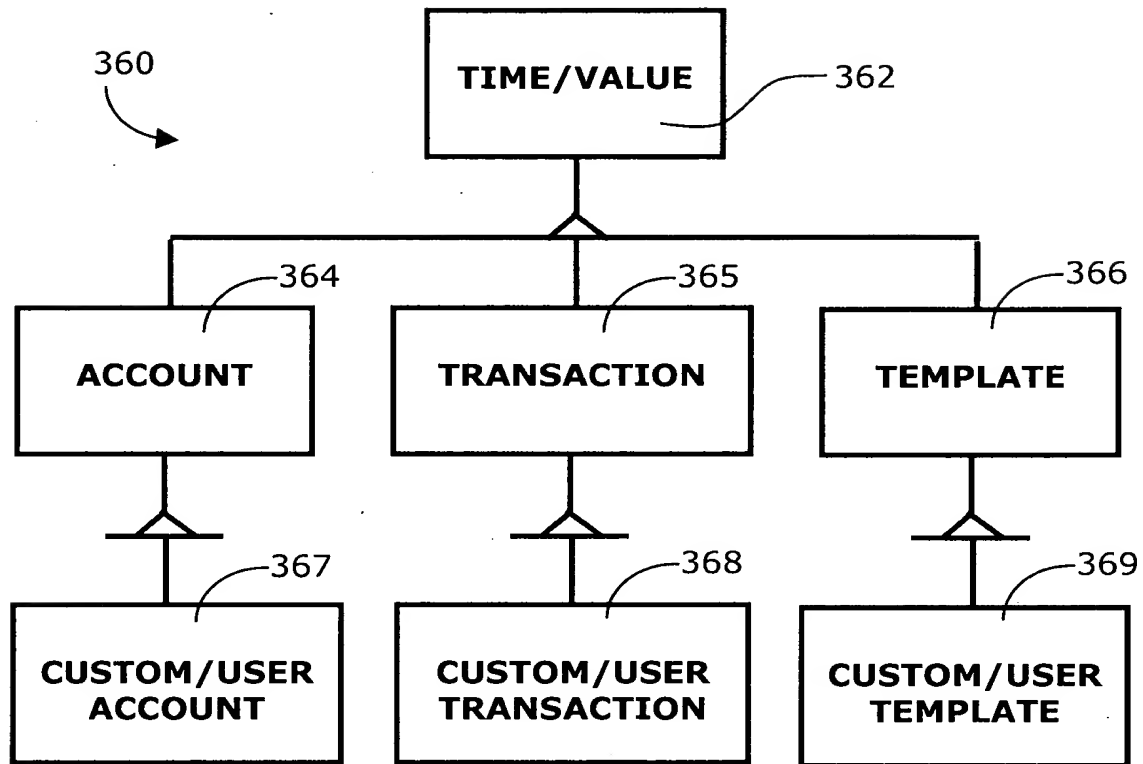 360
TIME/VALUE
362
364
365
366
ACCOUNT
TRANSACTION
TEMPLATE
367
368
369
CUSTOM/USER
ACCOUNT
CUSTOM/USER
TRANSACTION
CUSTOM/USER
TEMPLATE